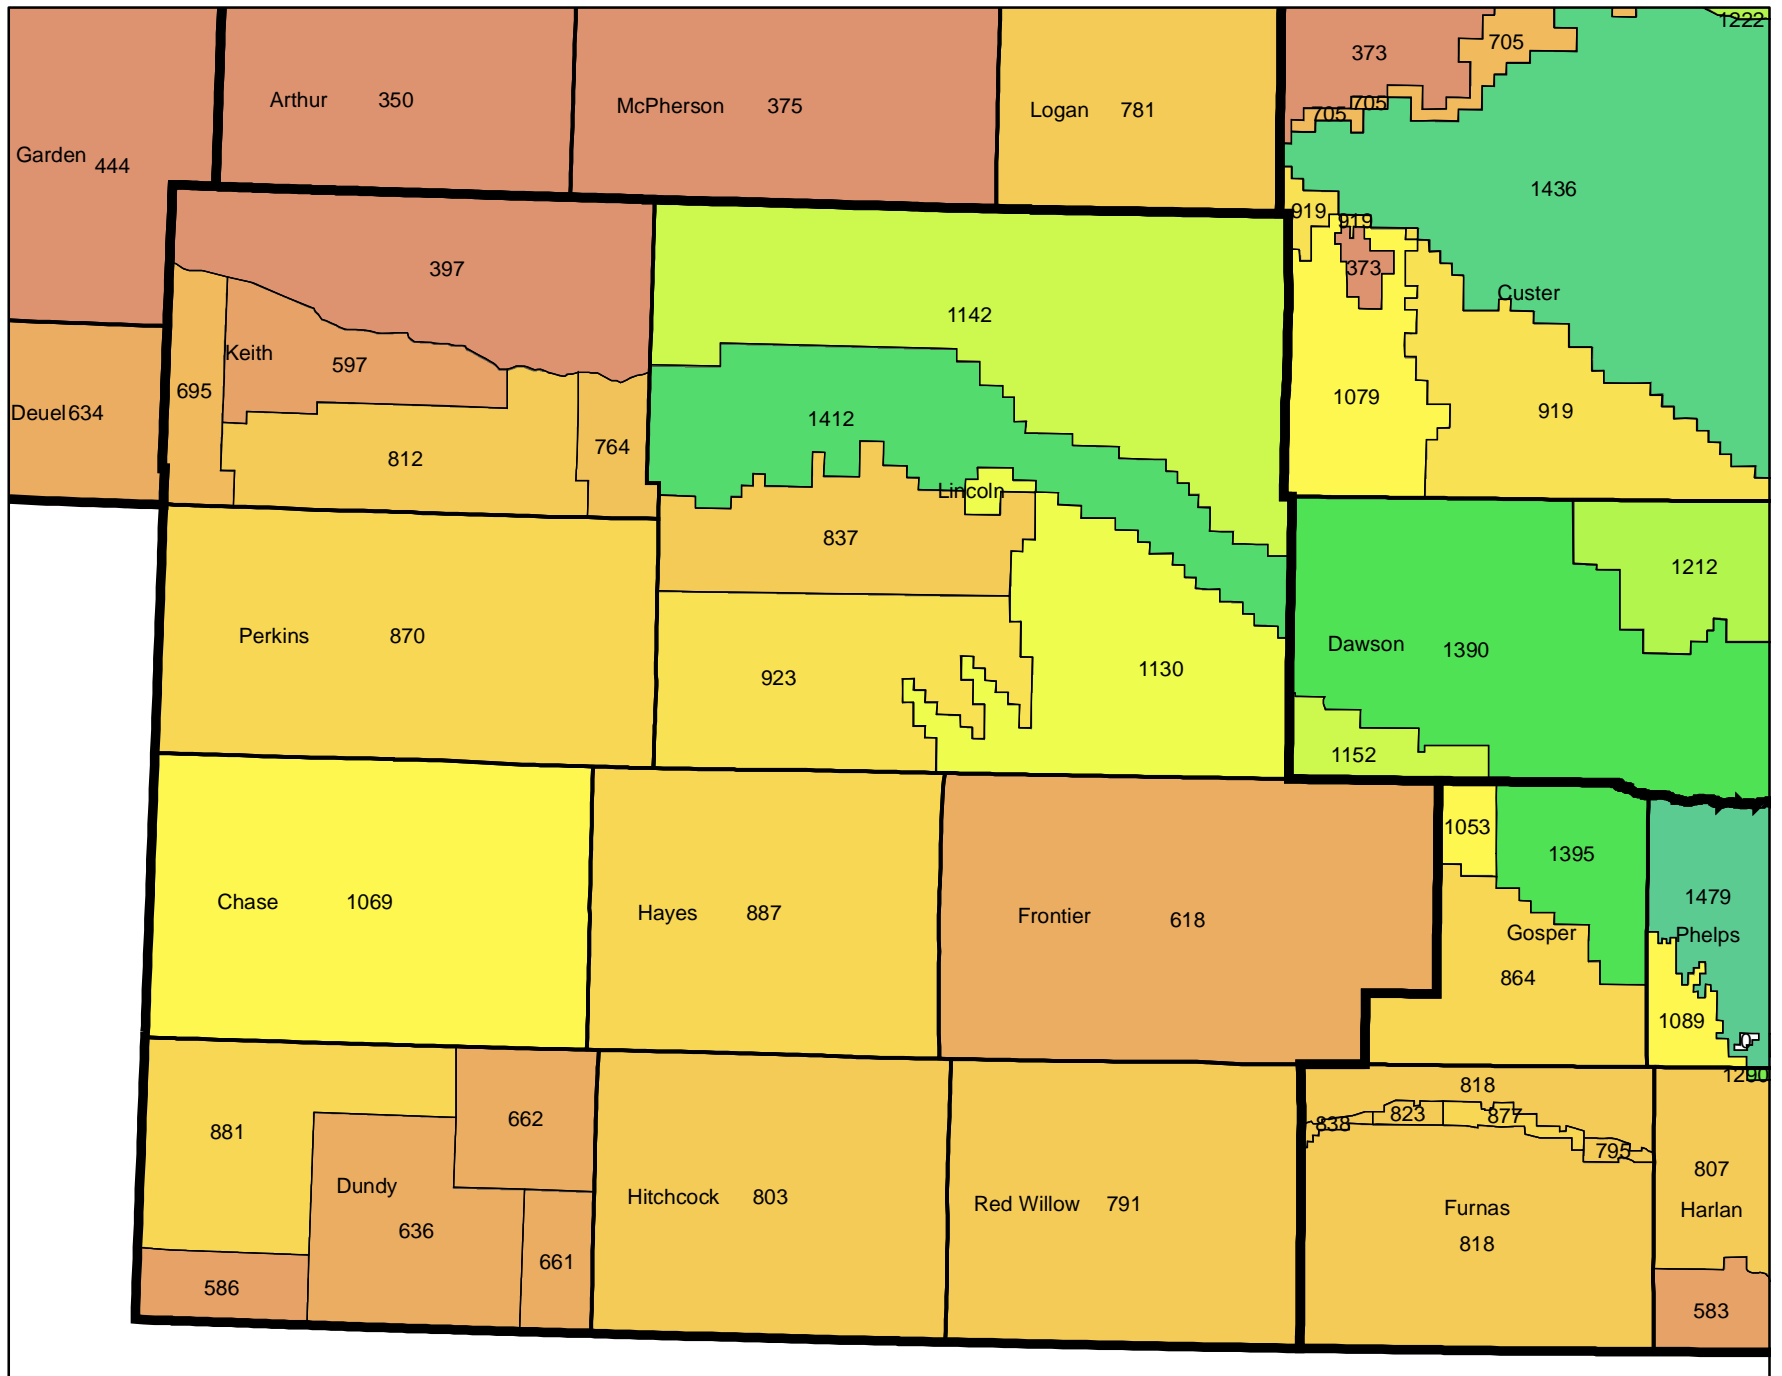 1222
705
373
Arthur 350
McPherson 375
Logan 781
705
705
Garden 444
1436
919
919
397
373
Custer
1142
Keith 597
695
1079
919
Deuel 634
1412
812
764
Lincoln
837
1212
Perkins 870
Dawson 1390
923
1130
1152
1053
1395
Chase 1069
Hayes 887
Frontier 618
1479
Gosper
Phelps
864
1089
0
1290
818
881
662
838
823
877
795
807
Dundy
Hitchcock 803
Red Willow 791
Furnas
Harlan
636
818
661
586
583